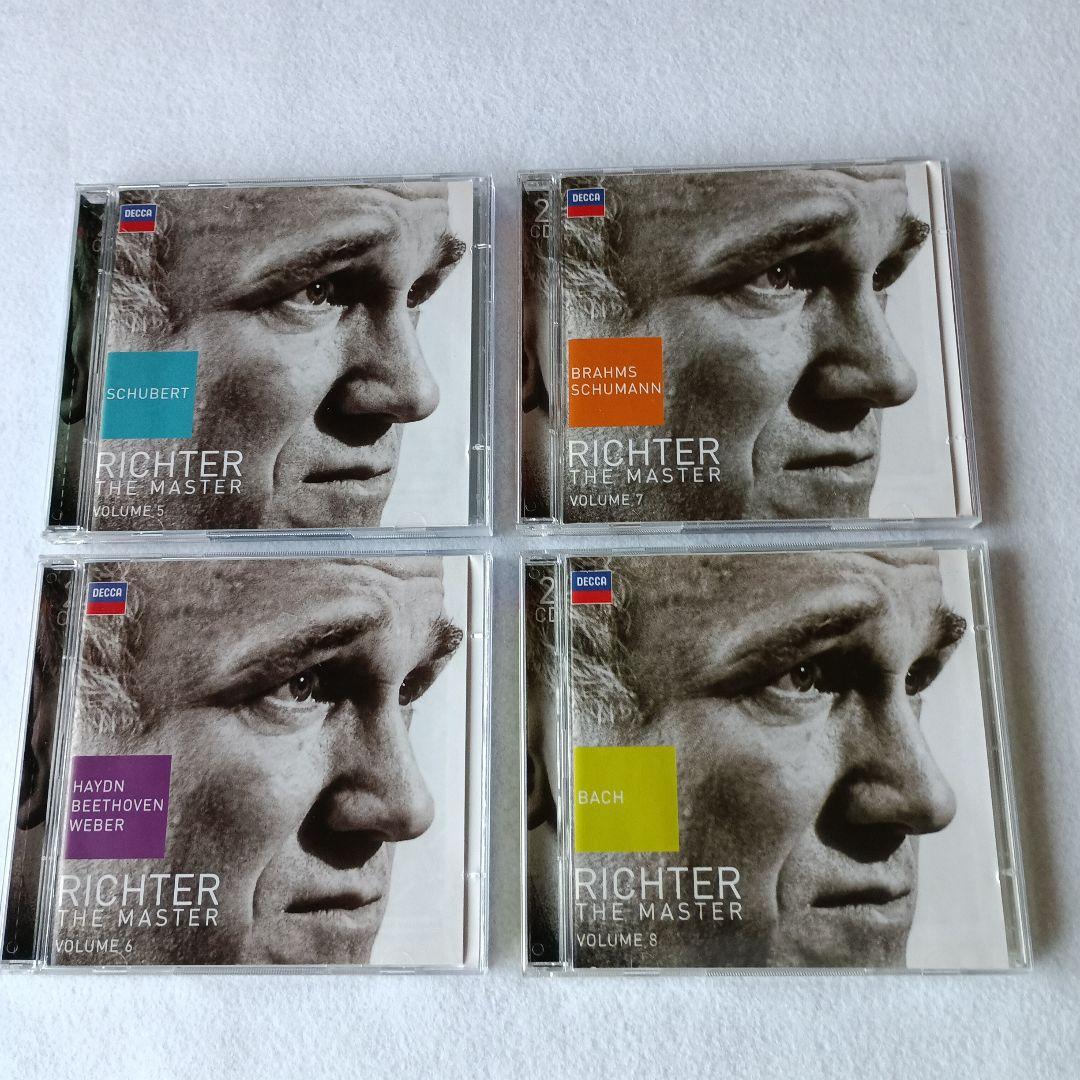 DECCA
SCHUBERT
RICHTER
THE MASTER
VOLUME 5
2
CD
DECCA
BRAHMS
SCHUMANN
RICHTER
THE MASTER
VOLUME 7
DECCA
HAYDN
BEETHOVEN
WEBER
RICHTER
THE MASTER
VOLUME 6
2
CD
DECCA
BACH
RICHTER
THE MASTER
VOLUME 8